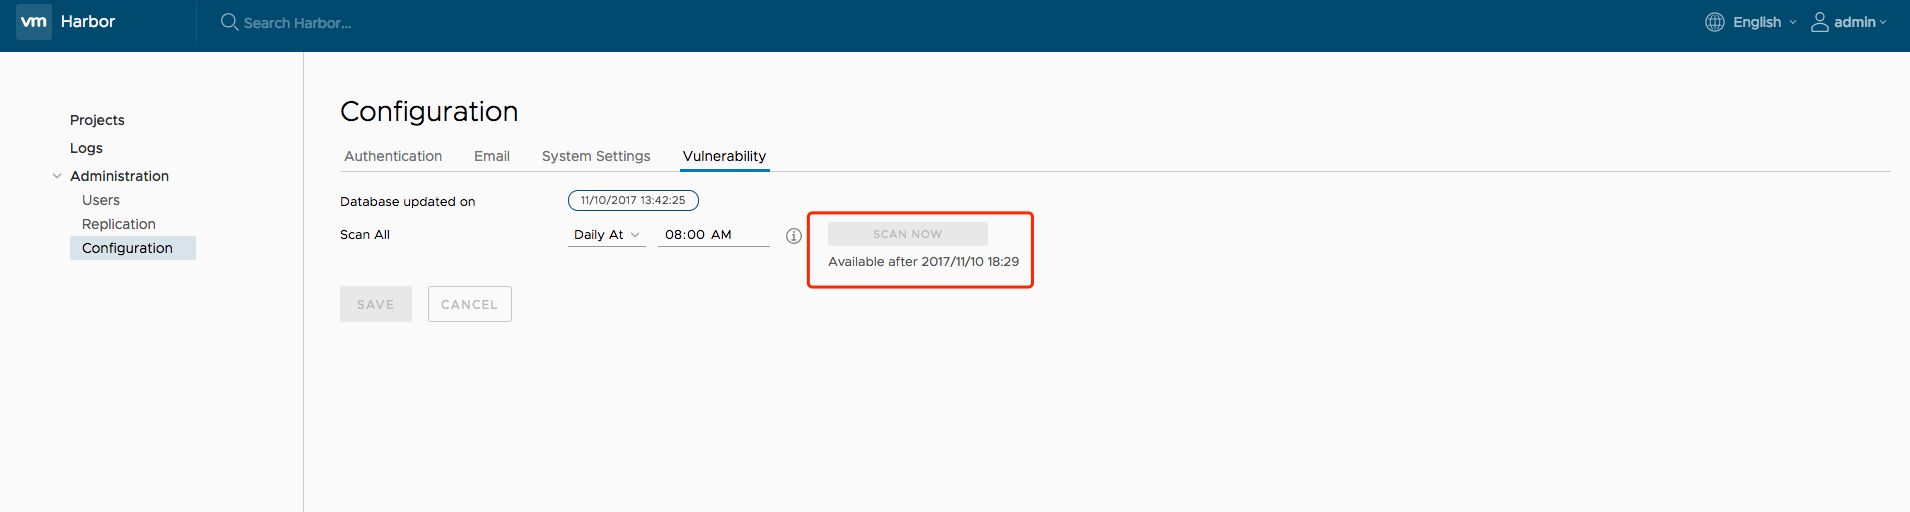 vm Harbor Search Harbor... English admin
Projects
Logs
Administration
Users
Replication
Configuration
Configuration
Authentication Email System Settings Vulnerability
Database updated on 11/10/2017 13:42:25
Scan All Daily At 08:00 AM SCAN NOW
Available after 2017/11/10 18:29
SAVE CANCEL